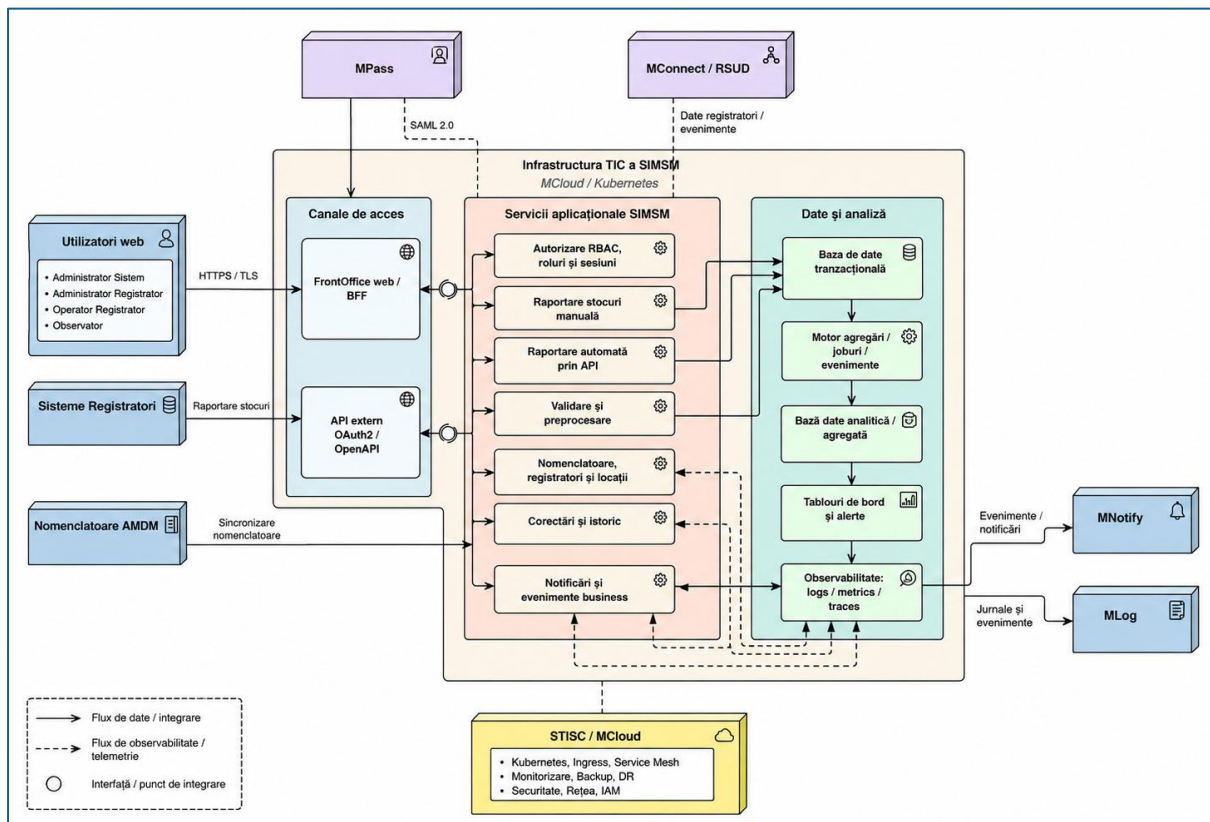 MPass
MConnect / RSUD
SAML 2.0
Date registratori /
evenimente
Infrastructura TIC a SIMSM
MCloud / Kubernetes
Utilizatori web
• Administrator Sistem
• Administrator Registrator
• Operator Registrator
• Observator
HTTPS / TLS
Sisteme Registratori
Raportare stocuri
Nomenclatoare AMDM
Sincronizare
nomenclatoare
Canale de acces
FrontOffice web /
BFF
API extern
OAuth2 /
OpenAPI
Servicii aplicaționale SIMSM
Autorizare RBAC,
roluri și sesiuni
Raportare stocuri
manuală
Raportare automată
prin API
Validare și
preprocesare
Nomenclatoare,
registratori și locații
Corectări și istoric
Notificări și
evenimente business
Date și analiză
Baza de date
tranzacțională
Motor agregări /
joburi /
evenimente
Bază date analitică /
agregată
Tablouri de bord
și alerte
Observabilitate:
logs / metrics /
traces
Evenimente /
notificări
MNotify
Jurnale și
evenimente
MLog
Flux de date / integrare
Flux de observabilitate /
telemetrie
Interfață / punct de integrare
STISC / MCloud
• Kubernetes, Ingress, Service Mesh
• Monitorizare, Backup, DR
• Securitate, Rețea, IAM